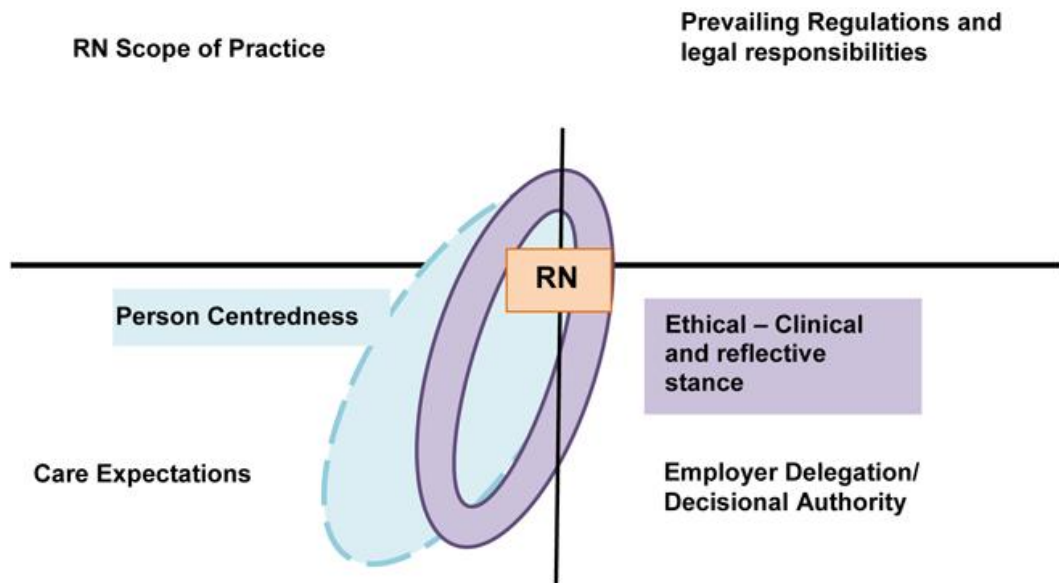 RN Scope of Practice
Prevailing Regulations and
legal responsibilities
RN
Person Centredness
Ethical – Clinical
and reflective
stance
Care Expectations
Employer Delegation/
Decisional Authority